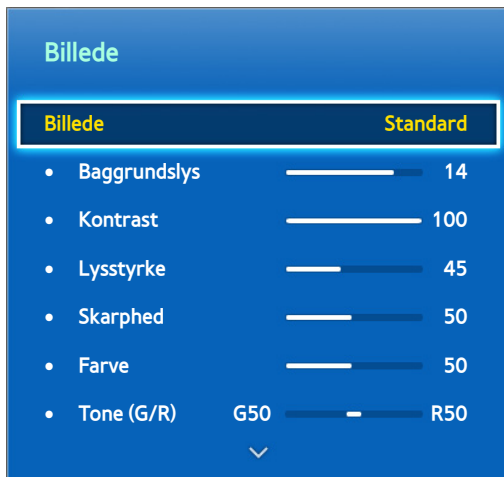 Billede
Billede Standard
• Baggrundslys 14
• Kontrast 100
• Lysstyrke 45
• Skarphed 50
• Farve 50
• Tone (G/R) G50 R50